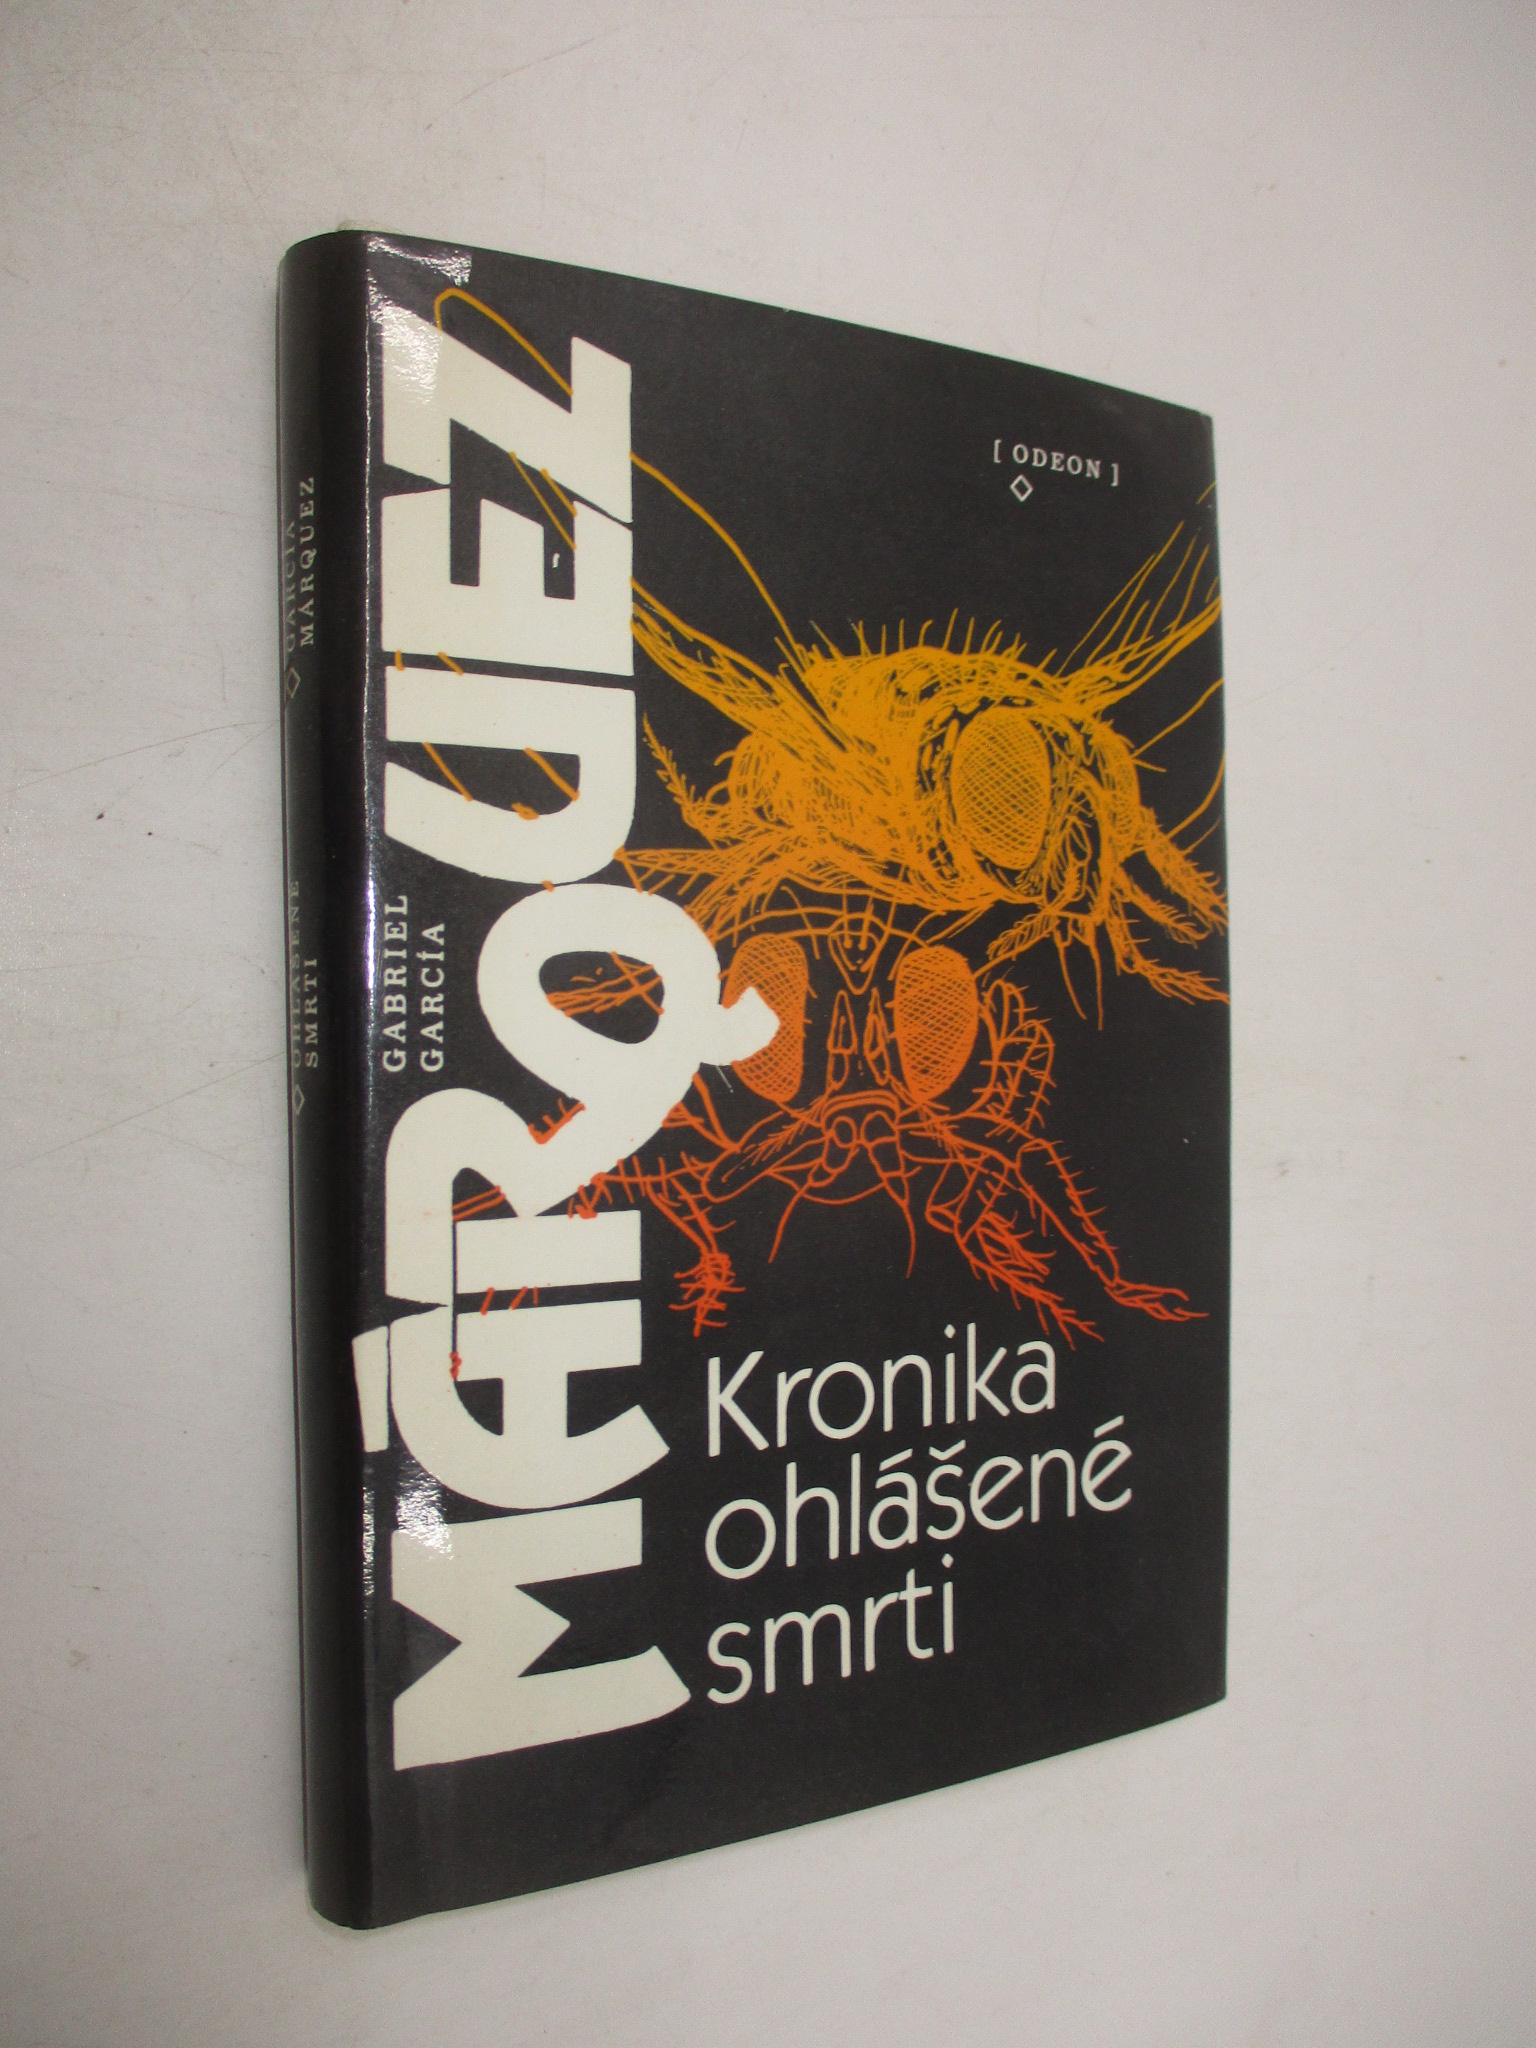 [ ODEON ]
GABRIEL
GARCÍA
MÁRQUEZ
Kronika
ohlášené
smrti
GARCÍA
MÁRQUEZ
OHLÁŠENÉ
SMRTI